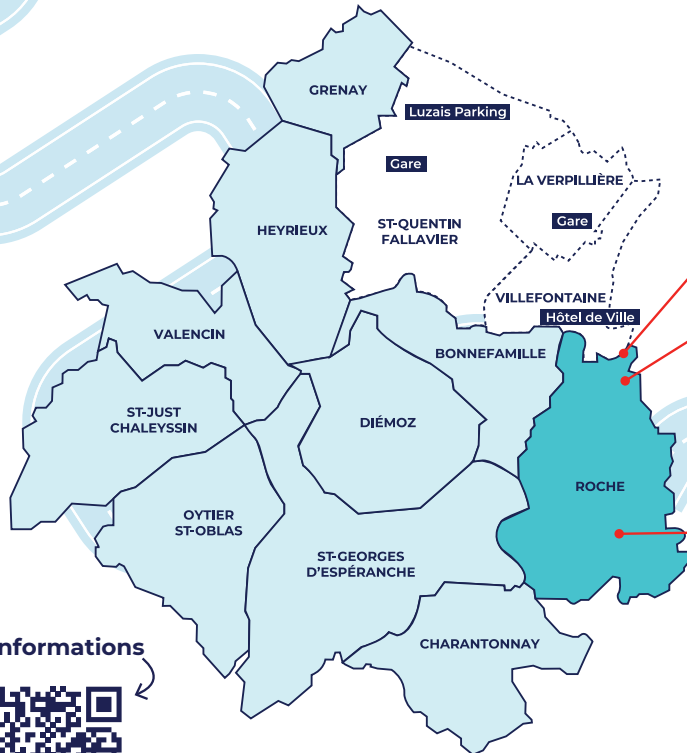 GRENAY
Luzais Parking
Gare
LA VERPILLIÈRE
ST-QUENTIN
FALLAVIER
Gare
HEYRIEUX
VILLEFONTAINE
Hôtel de Ville
VALENCIN
BONNEFAMILLE
ST-JUST
CHALEYSSIN
DIÉMOZ
ROCHE
OYTIER
ST-OBLAS
ST-GEORGES
D'ESPÉRANCHE
CHARANTONNAY
nformations